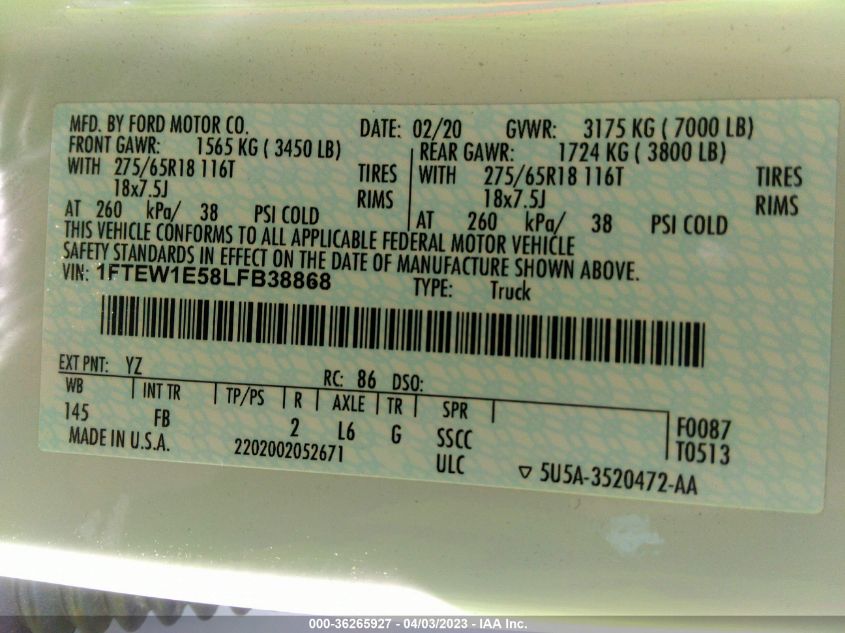 MFD. BY FORD MOTOR CO. DATE: 02/20 GVWR: 3175 KG ( 7000 LB)
FRONT GAWR: 1565 KG ( 3450 LB) REAR GAWR: 1724 KG ( 3800 LB)
WITH 275/65R18 116T TIRES WITH 275/65R18 116T TIRES
18x7.5J RIMS 18x7.5J RIMS
AT 260 kPa/ 38 PSI COLD AT 260 kPa/ 38 PSI COLD
THIS VEHICLE CONFORMS TO ALL APPLICABLE FEDERAL MOTOR VEHICLE
SAFETY STANDARDS IN EFFECT ON THE DATE OF MANUFACTURE SHOWN ABOVE.
VIN: 1FTEW1E58LFB38868 TYPE: Truck
EXT PNT: YZ RC: 86 DSO:
WB INT TR TP/PS R AXLE TR SPR
145 FB 2 L6 G SSCC F0087
MADE IN U.S.A. 2202002052671 ULC T0513
▽ 5U5A-3520472-AA
000-36265927 - 04/03/2023 - IAA Inc.